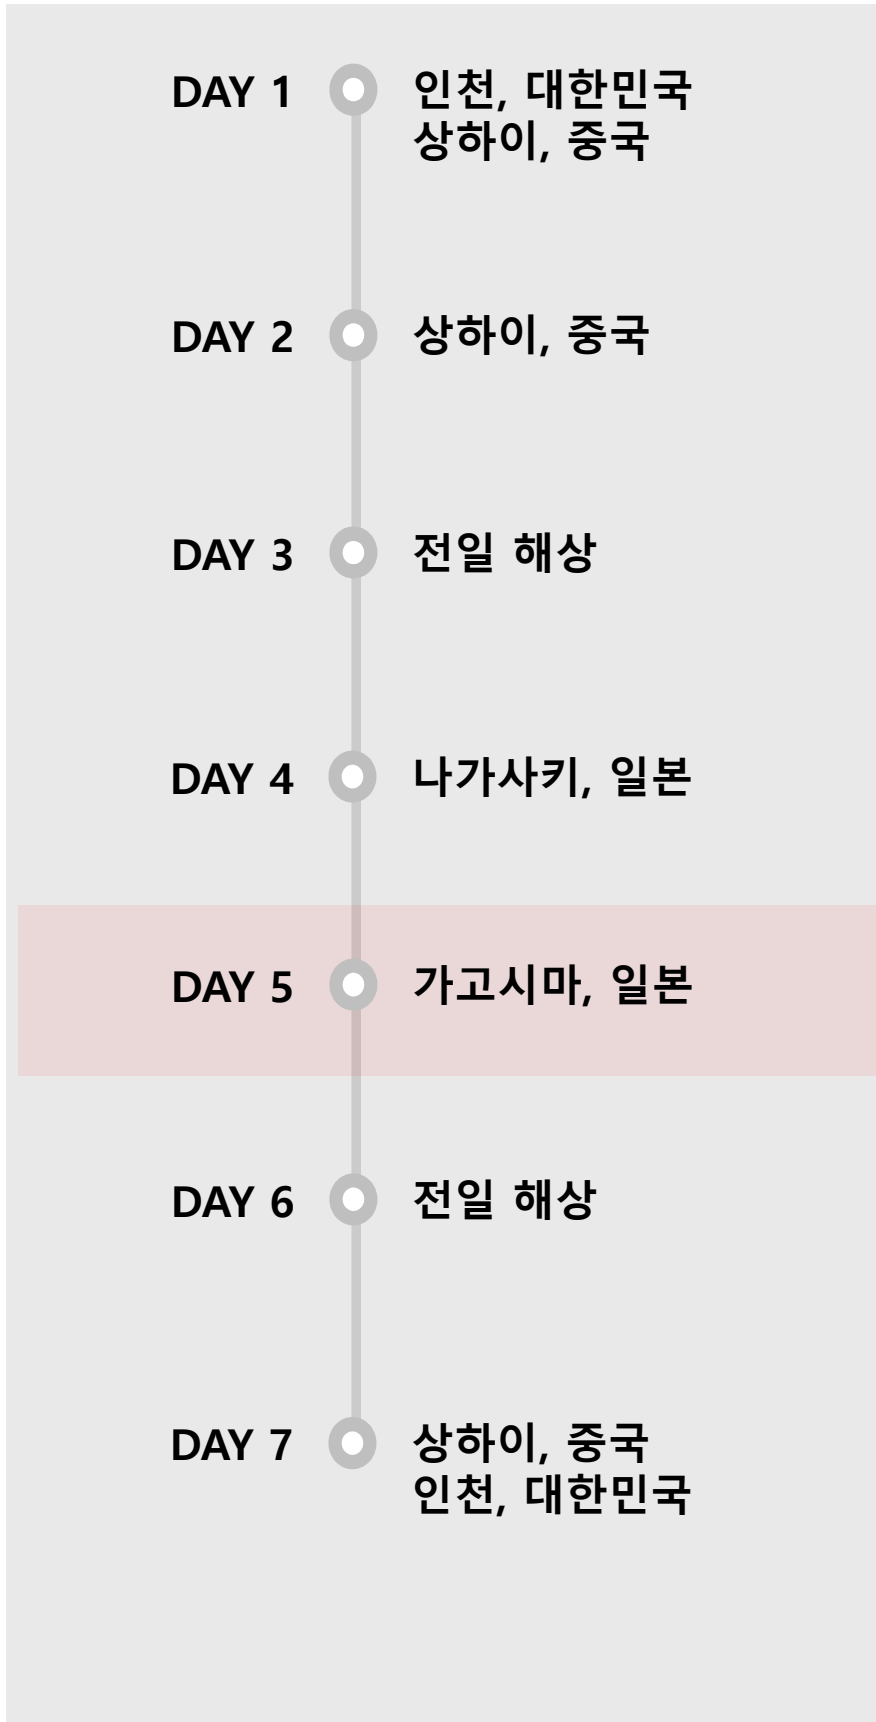 DAY 1 인천, 대한민국
상하이, 중국
DAY 2 상하이, 중국
DAY 3 전일 해상
DAY 4 나가사키, 일본
DAY 5 가고시마, 일본
DAY 6 전일 해상
DAY 7 상하이, 중국
인천, 대한민국